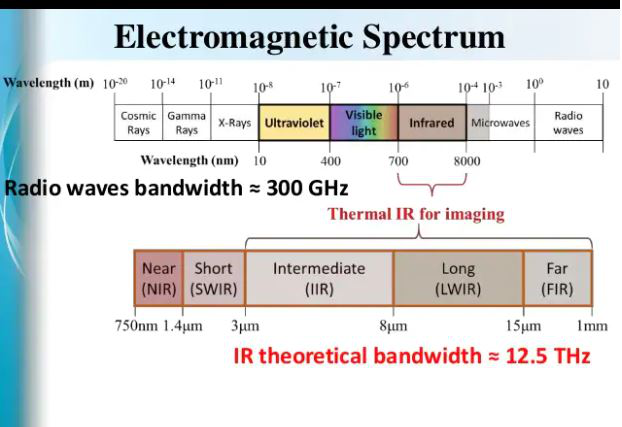 Electromagnetic Spectrum
Wavelength (m) 10⁻²⁰ 10⁻¹⁴ 10⁻¹¹ 10⁻⁸ 10⁻⁷ 10⁻⁶ 10⁻⁴ 10⁻³ 10⁰ 10
Cosmic Rays Gamma Rays X-Rays Ultraviolet Visible light Infrared Microwaves Radio waves
Wavelength (nm) 10 400 700 8000
Radio waves bandwidth ≈ 300 GHz
Thermal IR for imaging
Near (NIR) Short (SWIR) Intermediate (IIR) Long (LWIR) Far (FIR)
750nm 1.4µm 3µm 8µm 15µm 1mm
IR theoretical bandwidth ≈ 12.5 THz